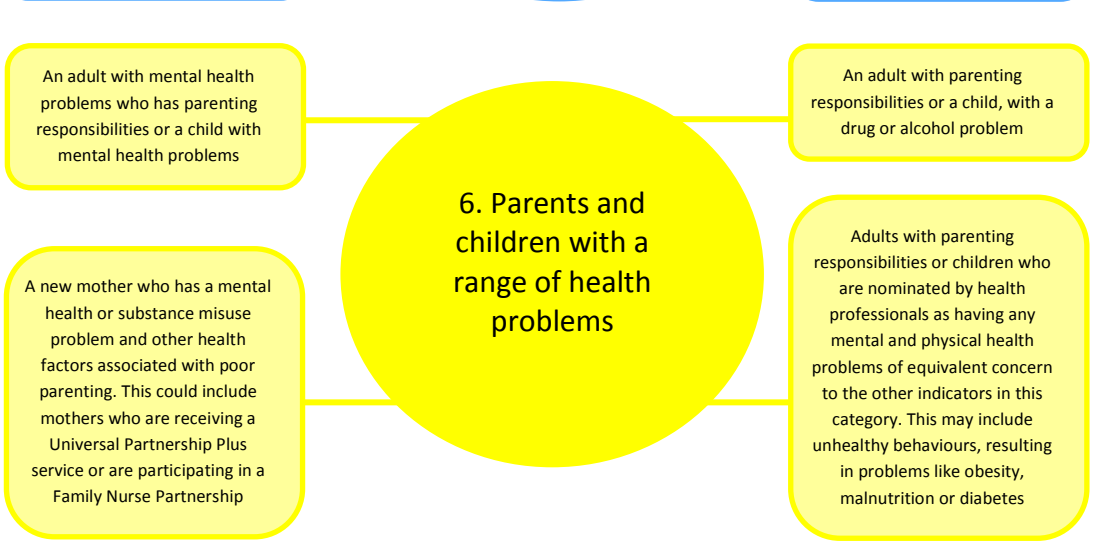 An adult with mental health
problems who has parenting
responsibilities or a child with
mental health problems
An adult with parenting
responsibilities or a child, with a
drug or alcohol problem
6. Parents and
children with a
range of health
problems
A new mother who has a mental
health or substance misuse
problem and other health
factors associated with poor
parenting. This could include
mothers who are receiving a
Universal Partnership Plus
service or are participating in a
Family Nurse Partnership
Adults with parenting
responsibilities or children who
are nominated by health
professionals as having any
mental and physical health
problems of equivalent concern
to the other indicators in this
category. This may include
unhealthy behaviours, resulting
in problems like obesity,
malnutrition or diabetes